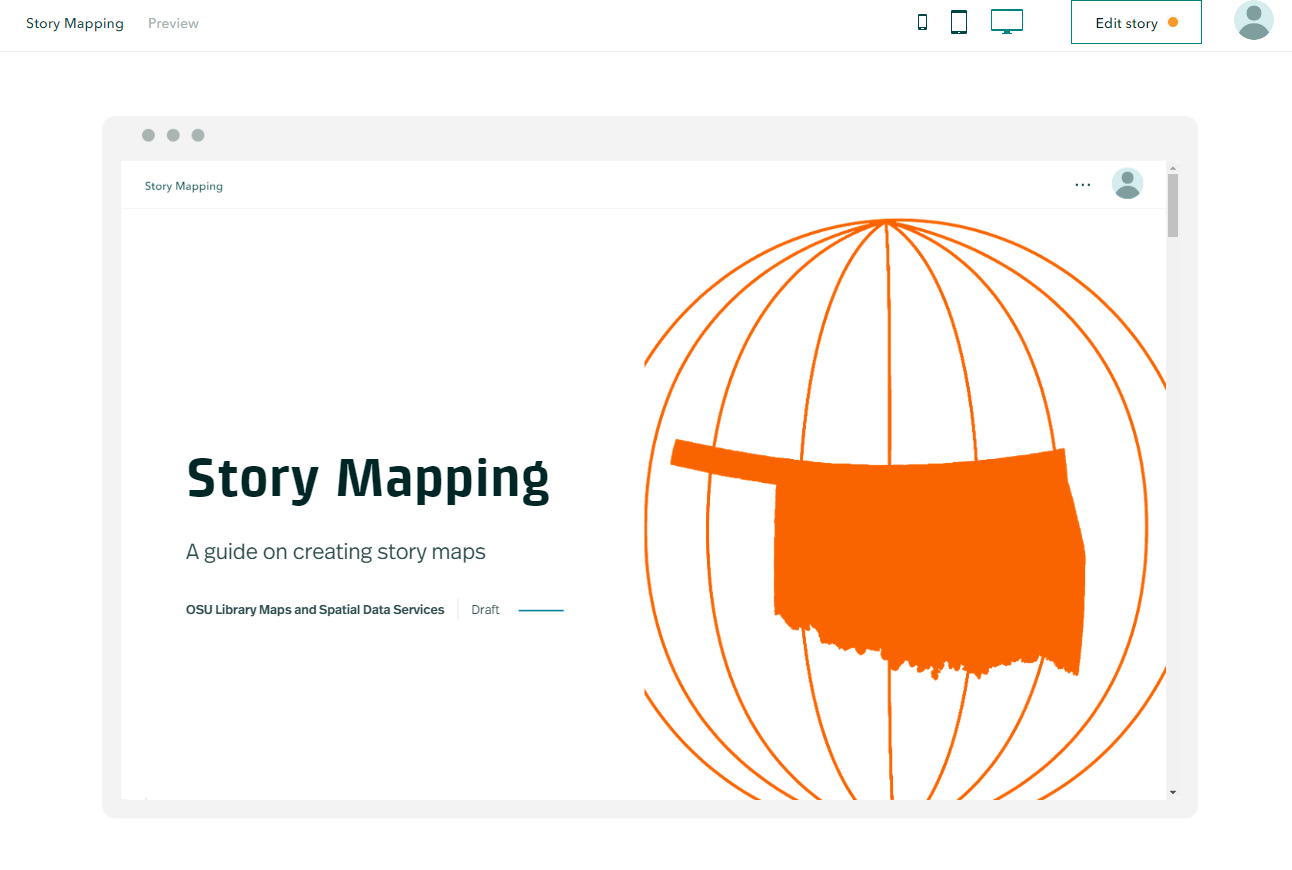 Story Mapping Preview Edit story
Story Mapping
Story Mapping
A guide on creating story maps
OSU Library Maps and Spatial Data Services Draft